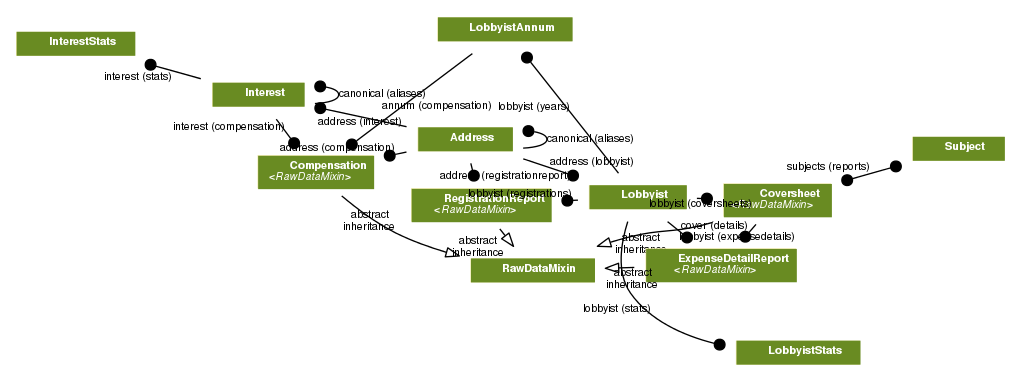 LobbyistAnnum
InterestStats
interest (stats)
Interest
canonical (aliases)
annum (compensation)
lobbyist (years)
address (interest)
interest (compensation)
Address
canonical (aliases)
address (compensation)
Subject
subjects (reports)
address (lobbyist)
Compensation
<RawDataMixin>
address (registrationreport)
lobbyist (registrations)
RegistrationReport
<RawDataMixin>
Lobbyist
lobbyist (coversheets)
Coversheet
<RawDataMixin>
abstract
inheritance
cover (details)
lobbyist (expensedetails)
abstract
inheritance
abstract
inheritance
RawDataMixin
abstract
inheritance
ExpenseDetailReport
<RawDataMixin>
lobbyist (stats)
LobbyistStats